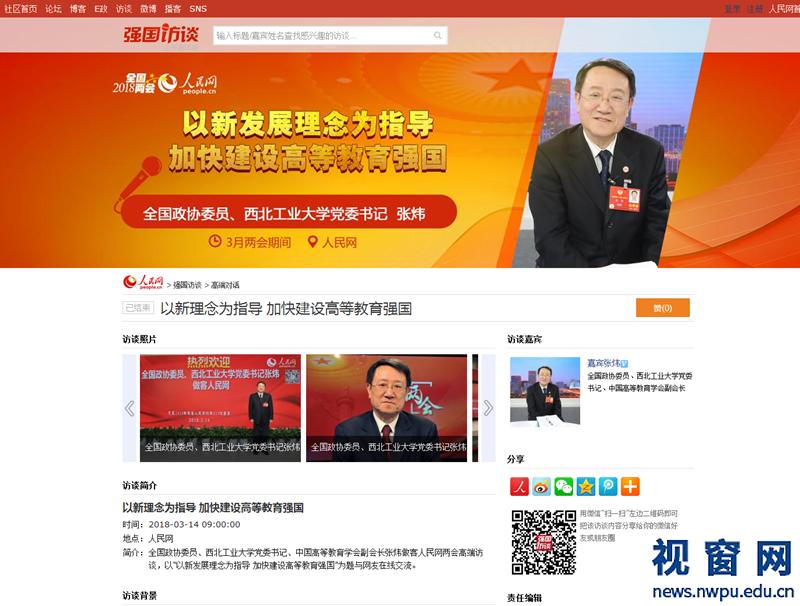 社区首页 论坛 博客 E政 访谈 微博 播客 SNS
登录 注册 人民网首
强国访谈
输入标题/嘉宾姓名查找感兴趣的访谈...
全国
2018两会
人民网
people.cn
以新发展理念为指导
加快建设高等教育强国
全国政协委员、西北工业大学党委书记 张炜
3月两会期间 人民网
人民网 > 强国访谈 > 高端对话
people.cn
已结束 以新理念为指导 加快建设高等教育强国
赞(0)
访谈照片
热烈欢迎
人民网
全国政协委员、西北工业大学党委书记张炜
做客人民网
2018.3.14
全国政协委员、西北工业大学党委书记张炜
两会
全国政协委员、西北工业大学党委书记张炜
访谈嘉宾
嘉宾张炜
全国政协委员、西北工业大学党委
书记、中国高等教育学会副会长
分享
强国
访谈
用微信“扫一扫”左边二维码即可
把该访谈内容分享给你的微信好
友或朋友圈
访谈简介
以新理念为指导 加快建设高等教育强国
时间：2018-03-14 09:00:00
地点：人民网
简介：全国政协委员、西北工业大学党委书记、中国高等教育学会副会长张炜做客人民网两会高端访
谈，以“以新发展理念为指导 加快建设高等教育强国”为题与网友在线交流。
访谈背景
责任编辑
视窗网
news.nwpu.edu.cn